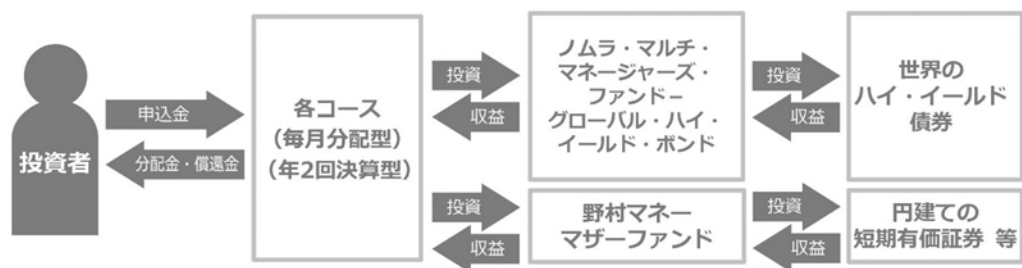 投資者
申込金
分配金・償還金
各コース
（毎月分配型）
（年2回決算型）
投資
収益
ノムラ・マルチ・
マネージャーズ・
ファンド－
グローバル・ハイ・
イールド・ボンド
投資
収益
世界の
ハイ・イールド
債券
投資
収益
野村マネー
マザーファンド
投資
収益
円建ての
短期有価証券 等